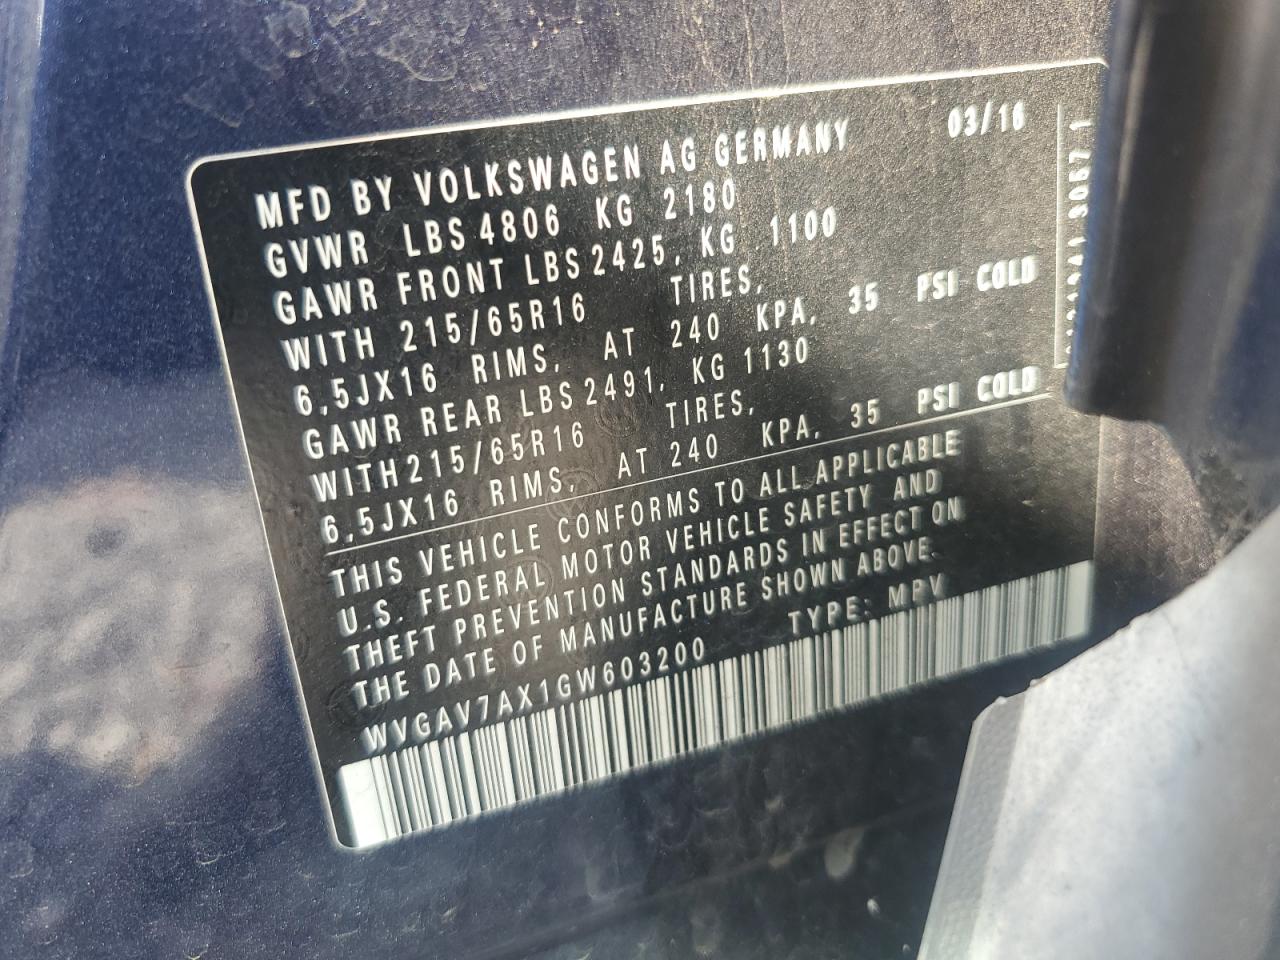 MFD BY VOLKSWAGEN AG GERMANY 03/16
GVWR LBS 4806 KG 2180
GAWR FRONT LBS 2425, KG 1100
WITH 215/65R16 TIRES,
6,5JX16 RIMS, AT 240 KPA, 35 PSI COLD
GAWR REAR LBS 2491, KG 1130
WITH215/65R16 TIRES,
6,5JX16 RIMS, AT 240 KPA, 35 PSI COLD
THIS VEHICLE CONFORMS TO ALL APPLICABLE
U.S. FEDERAL MOTOR VEHICLE SAFETY AND
THEFT PREVENTION STANDARDS IN EFFECT ON
THE DATE OF MANUFACTURE SHOWN ABOVE.
WVGAV7AX1GW603200 TYPE: MPV
3057 1